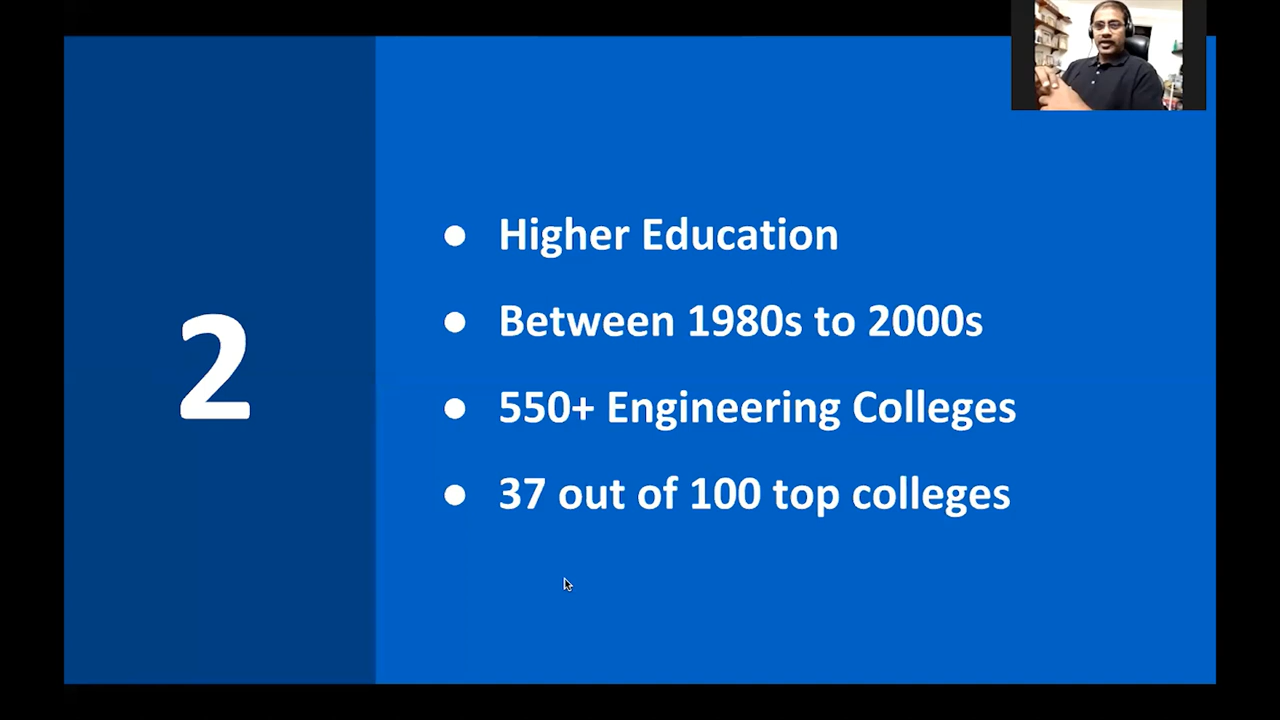 2
● Higher Education
● Between 1980s to 2000s
● 550+ Engineering Colleges
● 37 out of 100 top colleges